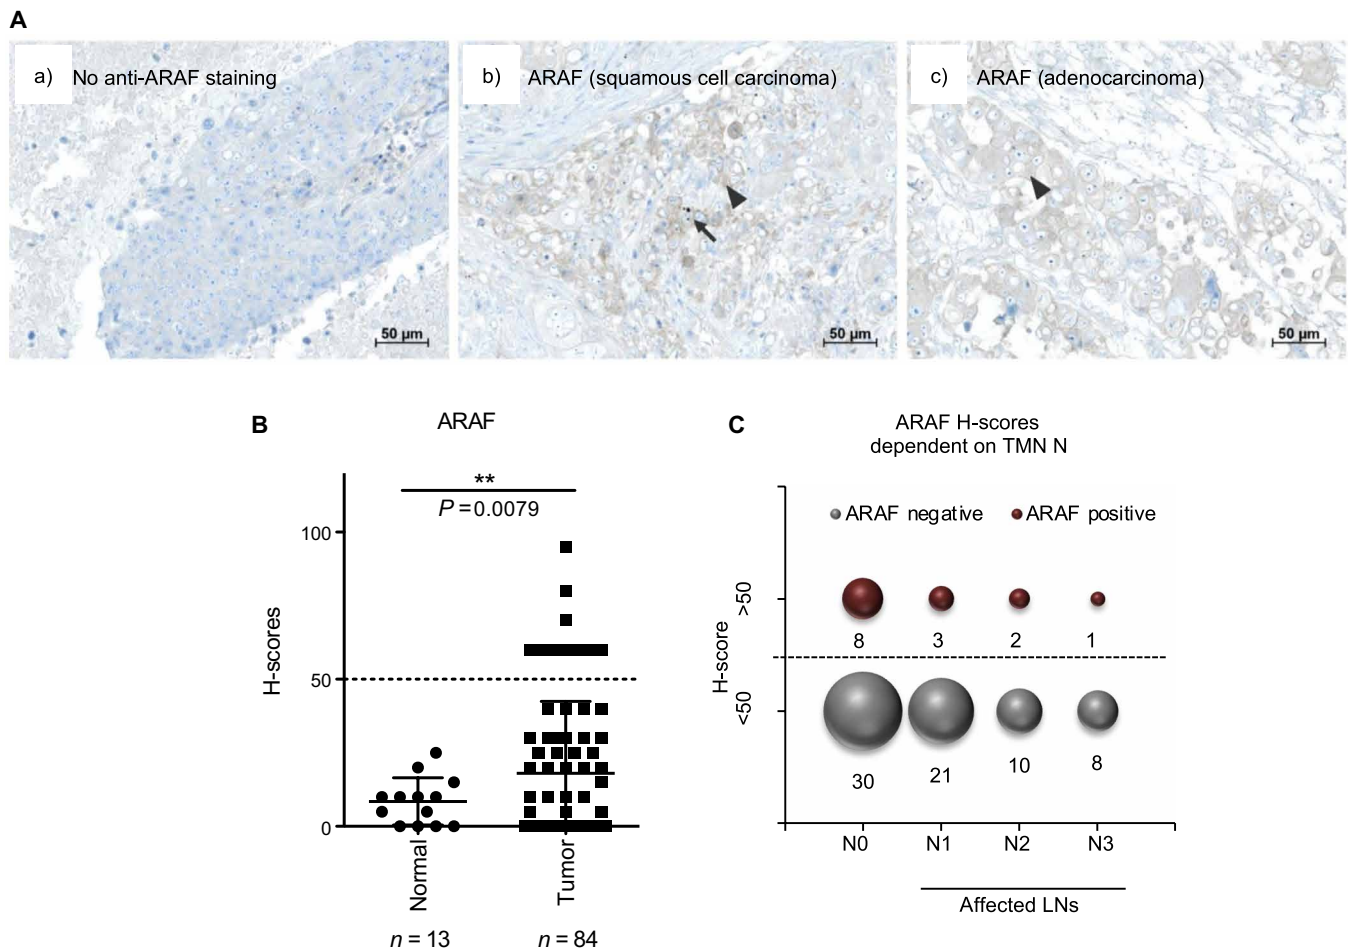 A
a) No anti-ARAF staining
b) ARAF (squamous cell carcinoma)
c) ARAF (adenocarcinoma)
50 µm
50 µm
50 µm
B
ARAF
**
P = 0.0079
H-scores
100
50
0
Normal
Tumor
n = 13
n = 84
C
ARAF H-scores
dependent on TMN N
ARAF negative
ARAF positive
H-score
>50
<50
8
3
2
1
30
21
10
8
N0
N1
N2
N3
Affected LNs